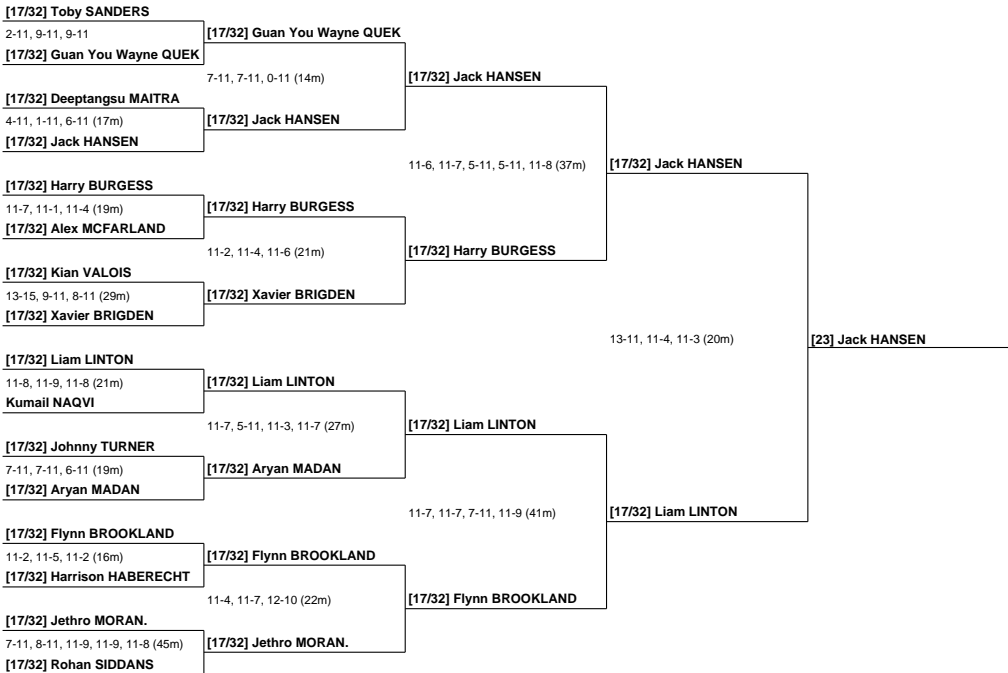 [17/32] Toby SANDERS
2-11, 9-11, 9-11
[17/32] Guan You Wayne QUEK
[17/32] Guan You Wayne QUEK
7-11, 7-11, 0-11 (14m)
[17/32] Jack HANSEN
[17/32] Deeptangsu MAITRA
4-11, 1-11, 6-11 (17m)
[17/32] Jack HANSEN
[17/32] Jack HANSEN
11-6, 11-7, 5-11, 5-11, 11-8 (37m)
[17/32] Jack HANSEN
[17/32] Harry BURGESS
11-7, 11-1, 11-4 (19m)
[17/32] Harry BURGESS
[17/32] Alex MCFARLAND
11-2, 11-4, 11-6 (21m)
[17/32] Harry BURGESS
[17/32] Kian VALOIS
13-15, 9-11, 8-11 (29m)
[17/32] Xavier BRIGDEN
[17/32] Xavier BRIGDEN
13-11, 11-4, 11-3 (20m)
[23] Jack HANSEN
[17/32] Liam LINTON
11-8, 11-9, 11-8 (21m)
[17/32] Liam LINTON
Kumail NAQVI
11-7, 5-11, 11-3, 11-7 (27m)
[17/32] Liam LINTON
[17/32] Johnny TURNER
7-11, 7-11, 6-11 (19m)
[17/32] Aryan MADAN
[17/32] Aryan MADAN
11-7, 11-7, 7-11, 11-9 (41m)
[17/32] Liam LINTON
[17/32] Flynn BROOKLAND
11-2, 11-5, 11-2 (16m)
[17/32] Flynn BROOKLAND
[17/32] Harrison HABERECHT
11-4, 11-7, 12-10 (22m)
[17/32] Flynn BROOKLAND
[17/32] Jethro MORAN.
7-11, 8-11, 11-9, 11-9, 11-8 (45m)
[17/32] Jethro MORAN.
[17/32] Rohan SIDDANS